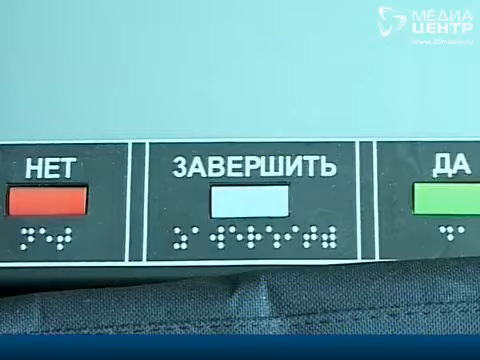 МЕДИА
ЦЕНТР
НЕТ
ЗАВЕРШИТЬ
ДА
⠝⠑⠞
⠵⠁⠺⠑⠗⠱⠊⠞⠾
⠙⠁